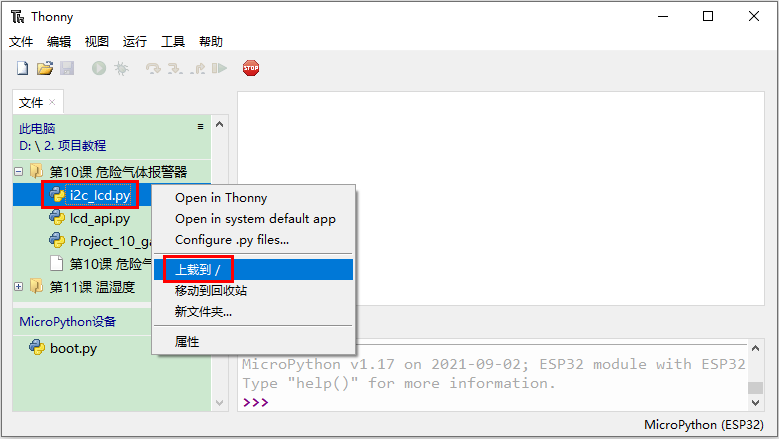 Thonny
文件 编辑 视图 运行 工具 帮助
STOP
文件
此电脑
D: \ 2. 项目教程
第10课 危险气体报警器
i2c_lcd.py
lcd_api.py
Project_10_ga
第10课 危险气
第11课 温湿度
Open in Thonny
Open in system default app
Configure .py files...
上载到 /
移动到回收站
新文件夹...
属性
MicroPython设备
boot.py
MicroPython v1.17 on 2021-09-02; ESP32 module with ESP32
Type "help()" for more information.
>>>
MicroPython (ESP32)